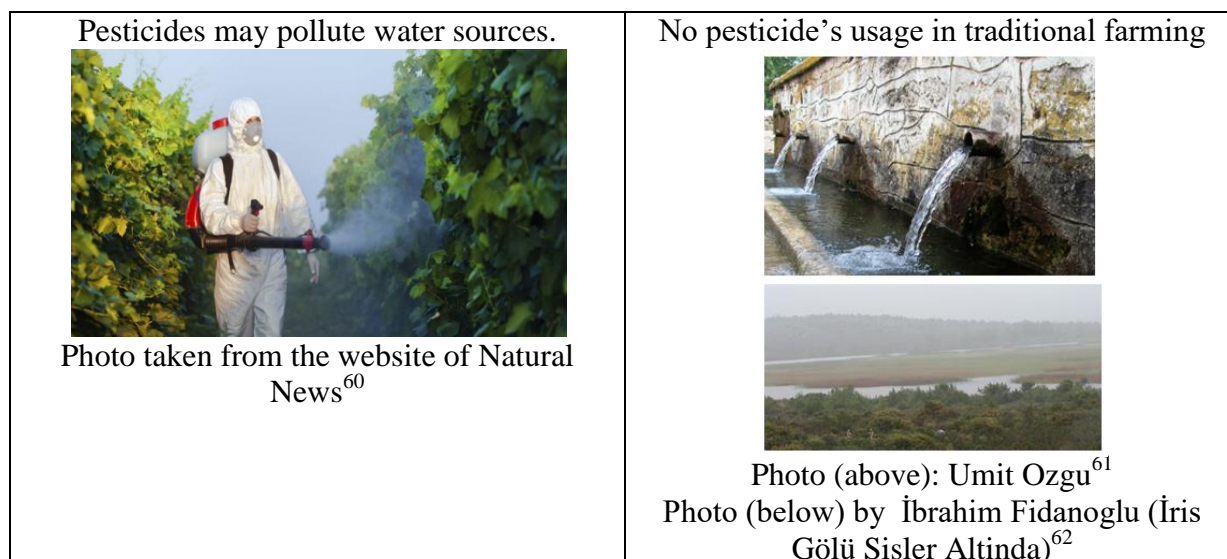 Pesticides may pollute water sources.
Photo taken from the website of Natural
News60
No pesticide’s usage in traditional farming
Photo (above): Umit Ozgu61
Photo (below) by İbrahim Fidanoglu (İris
Gölü Sisler Altinda)62